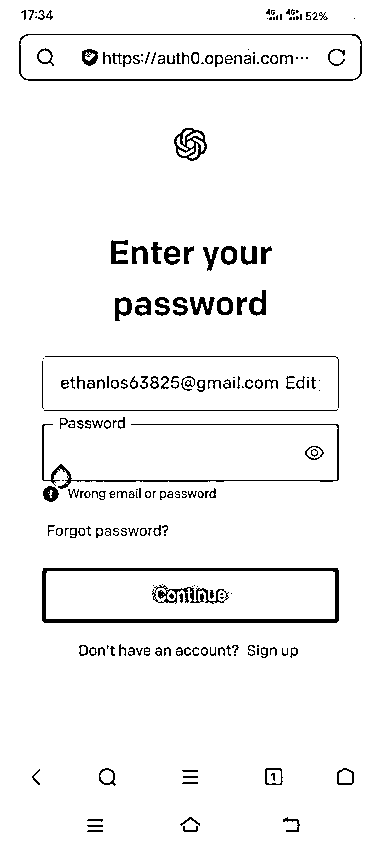 17:34
4G 4G 52%
https://auth0.openai.com···
Enter your
password
ethanlos63825@gmail.com Edit
Password
Wrong email or password
Forgot password?
Continue
Don't have an account? Sign up
1